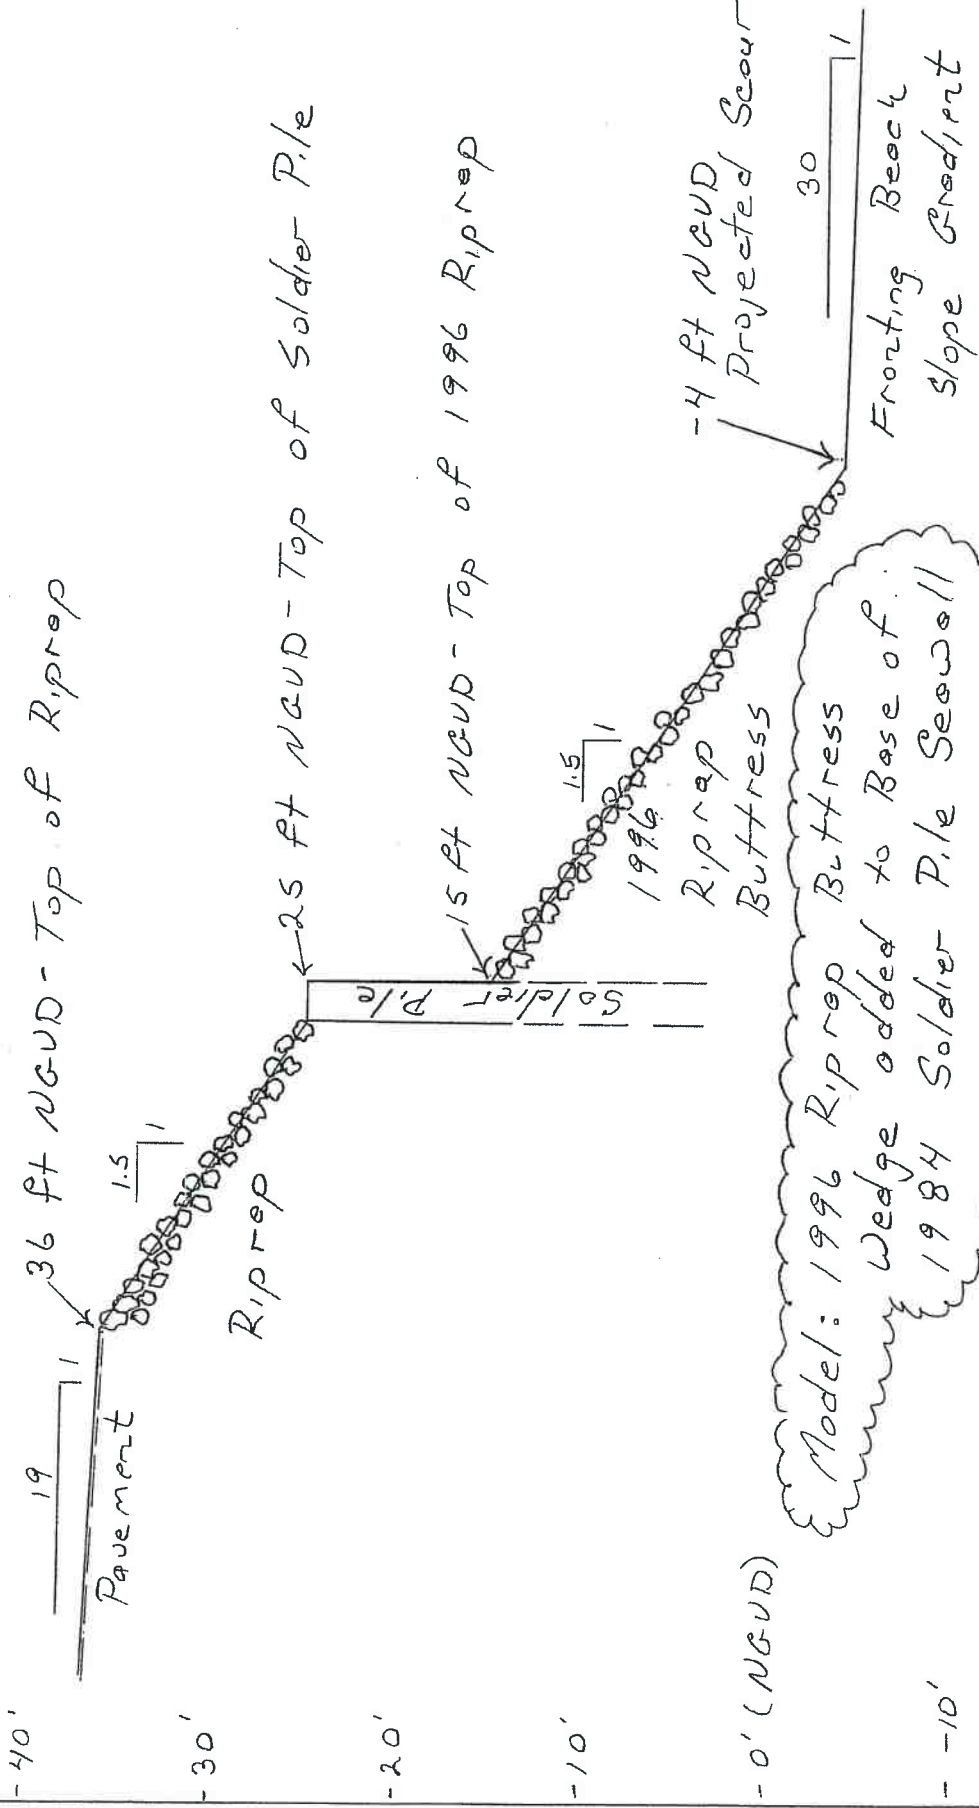 -40'
-30'
-20'
-10'
-0' (NGVD)
- -10'
19
1
Pavement
36 ft NGVD - Top of Riprap
1.5
1
Riprap
25 ft NGVD - Top of Soldier Pile
Soldier Pile
15 ft NGVD - Top of 1996 Riprap
1.5
1
1996
Riprap
Buttress
-4 ft NGVD
Projected Scour
30
1
Fronting Beach
Slope Gradient
Model: 1996 Riprap Buttress
Wedge added to Base of
1984 Soldier Pile Seawall